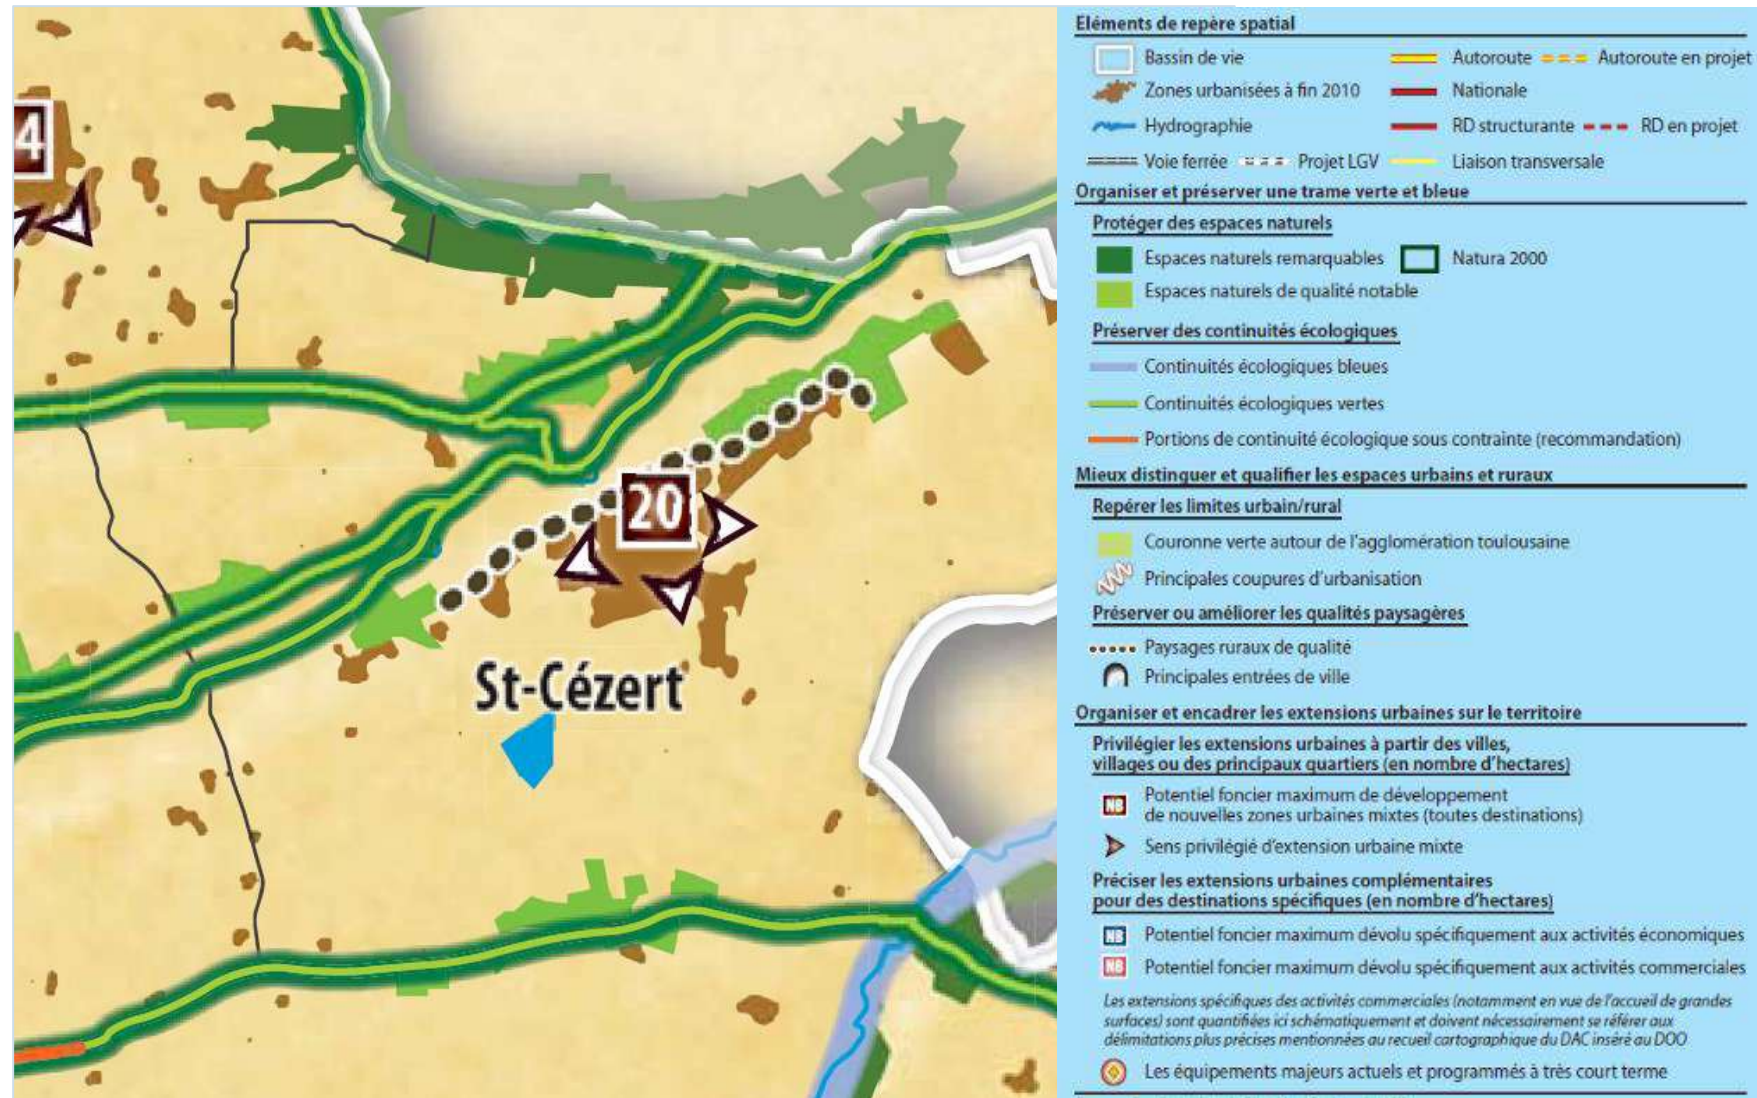 4
20
St-Cézert
Eléments de repère spatial
Bassin de vie
Autoroute
Autoroute en projet
Zones urbanisées à fin 2010
Nationale
Hydrographie
RD structurante
RD en projet
Voie ferrée
Projet LGV
Liaison transversale
Organiser et préserver une trame verte et bleue
Protéger des espaces naturels
Espaces naturels remarquables
Natura 2000
Espaces naturels de qualité notable
Préserver des continuités écologiques
Continuités écologiques bleues
Continuités écologiques vertes
Portions de continuité écologique sous contrainte (recommandation)
Mieux distinguer et qualifier les espaces urbains et ruraux
Repérer les limites urbain/rural
Couronne verte autour de l'agglomération toulousaine
Principales coupures d'urbanisation
Préserver ou améliorer les qualités paysagères
Paysages ruraux de qualité
Principales entrées de ville
Organiser et encadrer les extensions urbaines sur le territoire
Privilégier les extensions urbaines à partir des villes,
villages ou des principaux quartiers (en nombre d'hectares)
NB
Potentiel foncier maximum de développement
de nouvelles zones urbaines mixtes (toutes destinations)
Sens privilégié d'extension urbaine mixte
Préciser les extensions urbaines complémentaires
pour des destinations spécifiques (en nombre d'hectares)
NB Potentiel foncier maximum dévolu spécifiquement aux activités économiques
NB Potentiel foncier maximum dévolu spécifiquement aux activités commerciales
Les extensions spécifiques des activités commerciales (notamment en vue de l'accueil de grandes
surfaces) sont quantifiées ici schématiquement et doivent nécessairement se référer aux
délimitations plus précises mentionnées au recueil cartographique du DAC inséré au DOO
Les équipements majeurs actuels et programmés à très court terme